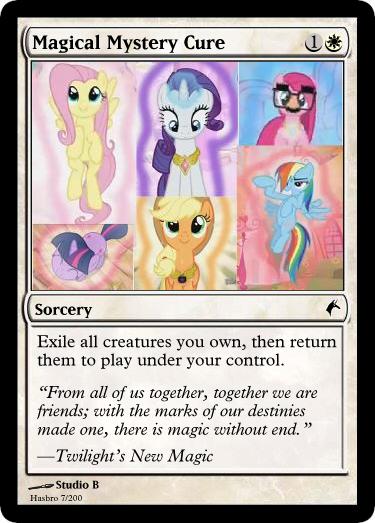 Magical Mystery Cure 1
Sorcery
Exile all creatures you own, then return
them to play under your control.
“From all of us together, together we are
friends; with the marks of our destinies
made one, there is magic without end.”
—Twilight’s New Magic
Studio B
Hasbro 7/200